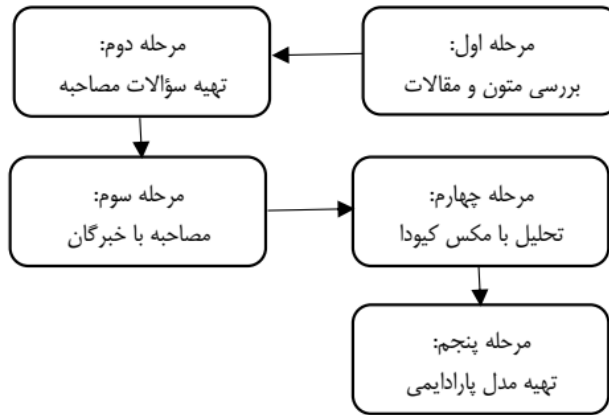 مرحله اول:
بررسی متون و مقالات
مرحله دوم:
تهیه سؤالات مصاحبه
مرحله سوم:
مصاحبه با خبرگان
مرحله چهارم:
تحلیل با مکس کیودا
مرحله پنجم:
تهیه مدل پارادایمی